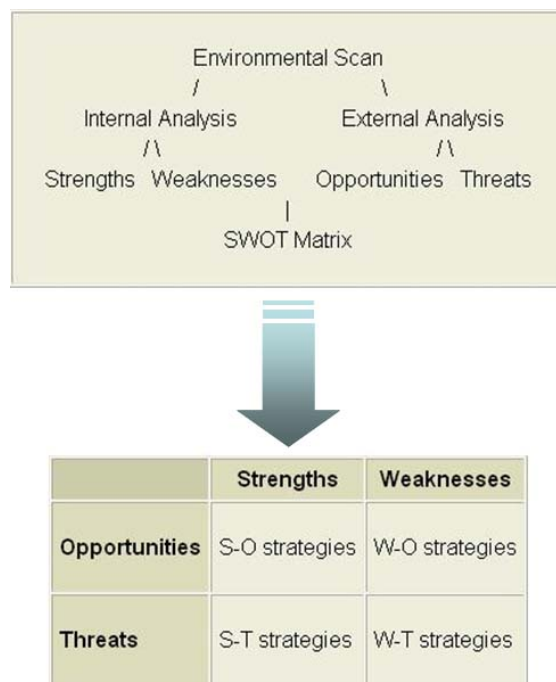 Environmental Scan
/ \
Internal Analysis External Analysis
/ \ / \
Strengths Weaknesses Opportunities Threats
|
SWOT Matrix
Strengths Weaknesses
Opportunities S-O strategies W-O strategies
Threats S-T strategies W-T strategies